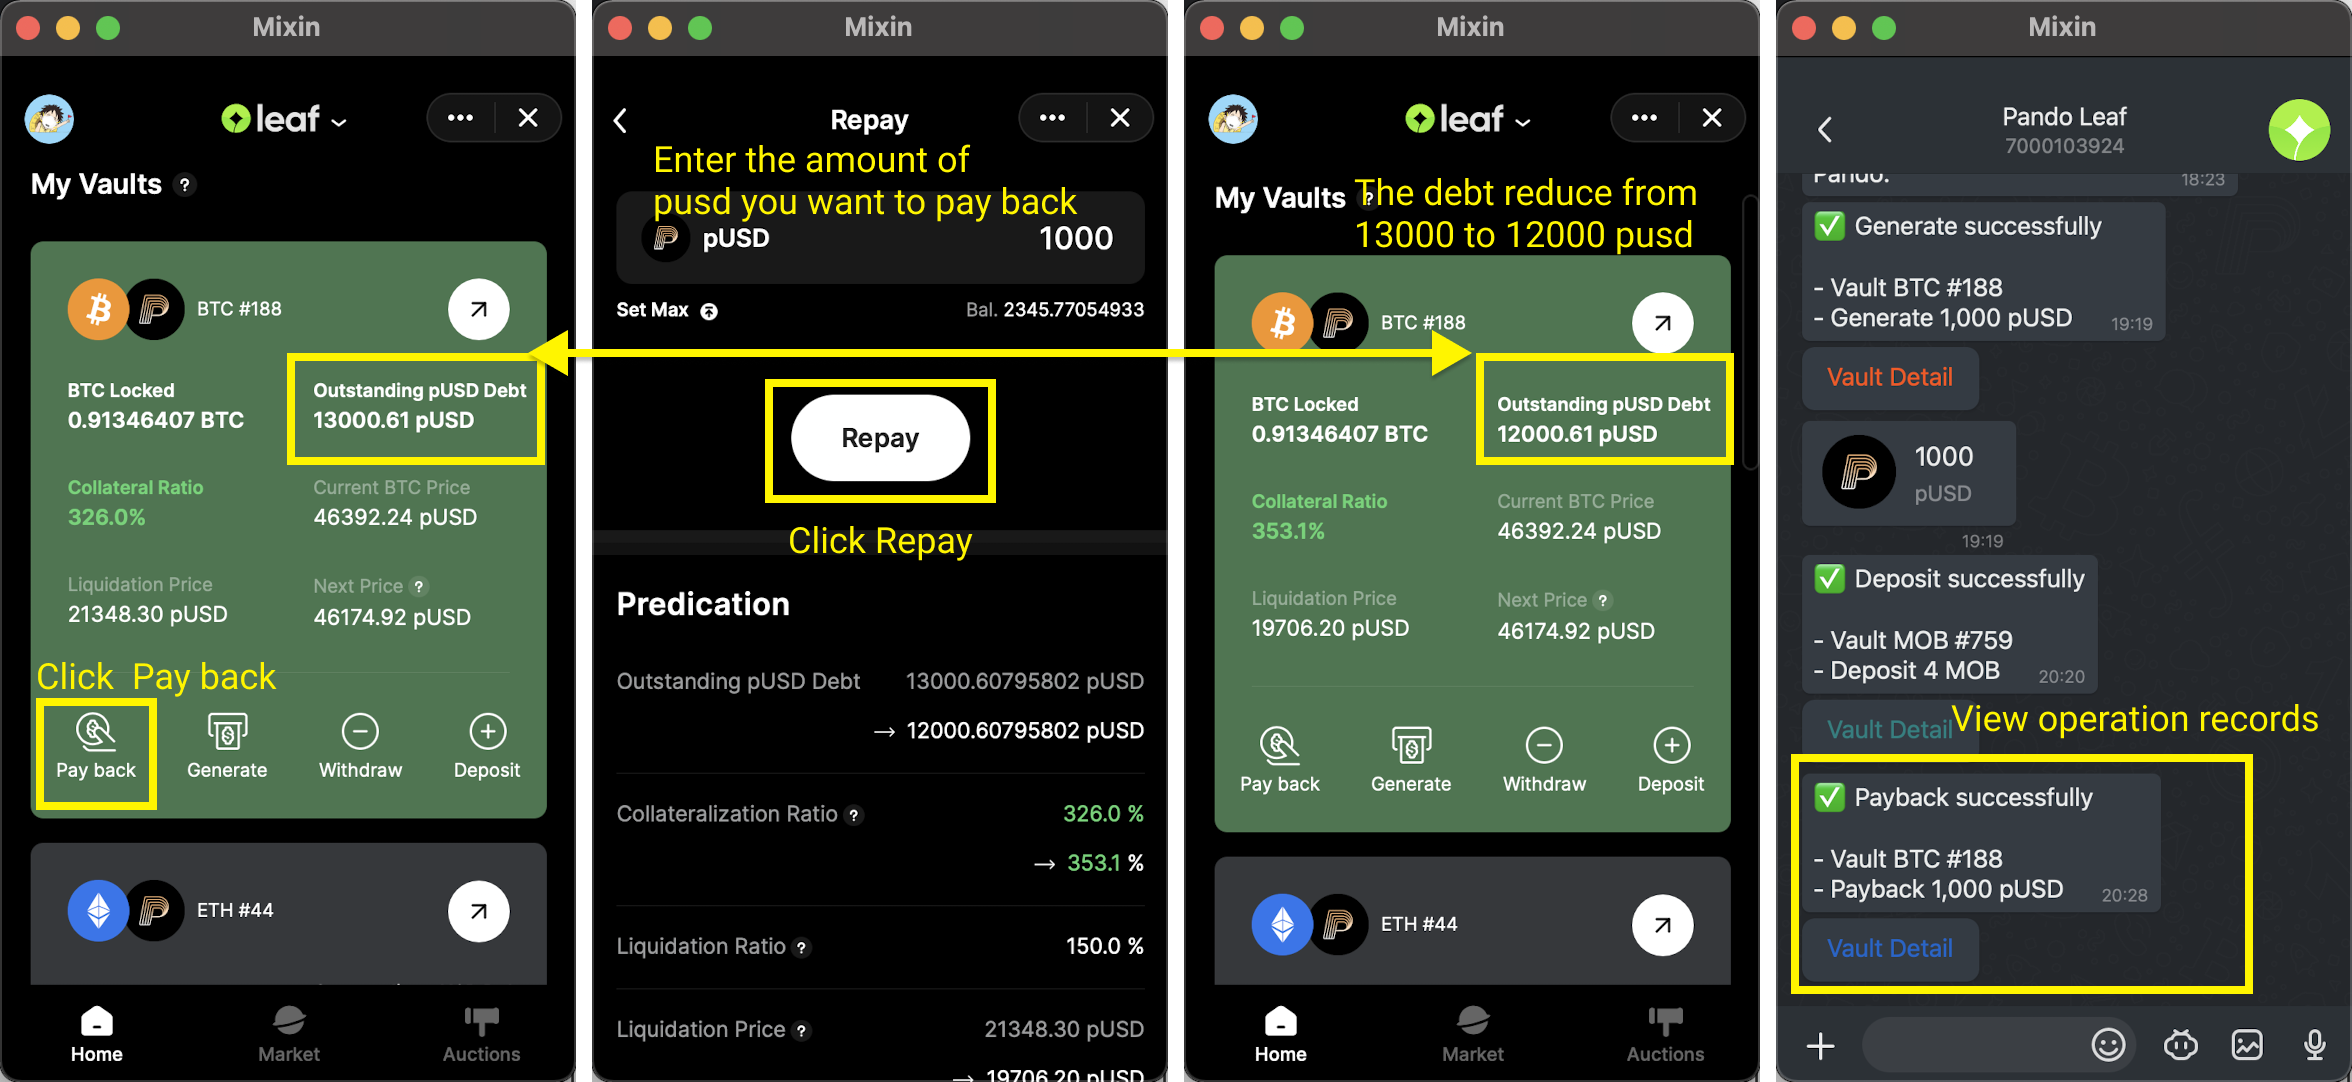 Mixin
leaf
My Vaults ?
BTC #188
BTC Locked
0.91346407 BTC
Outstanding pUSD Debt
13000.61 pUSD
Collateral Ratio
326.0%
Current BTC Price
46392.24 pUSD
Liquidation Price
21348.30 pUSD
Next Price ?
46174.92 pUSD
Click Pay back
Pay back
Generate
Withdraw
Deposit
ETH #44
Home
Market
Auctions
Mixin
Repay
Enter the amount of
pusd you want to pay back
pUSD
1000
Set Max
Bal. 2345.77054933
Repay
Click Repay
Predication
Outstanding pUSD Debt 13000.60795802 pUSD
→ 12000.60795802 pUSD
Collateralization Ratio ? 326.0 %
→ 353.1 %
Liquidation Ratio ? 150.0 %
Liquidation Price ? 21348.30 pUSD
→ 19706.20 pUSD
Mixin
leaf
My Vaults ?
The debt reduce from
13000 to 12000 pusd
BTC #188
BTC Locked
0.91346407 BTC
Outstanding pUSD Debt
12000.61 pUSD
Collateral Ratio
353.1%
Current BTC Price
46392.24 pUSD
Liquidation Price
19706.20 pUSD
Next Price ?
46174.92 pUSD
Pay back
Generate
Withdraw
Deposit
ETH #44
Home
Market
Auctions
Mixin
Pando Leaf
7000103924
Pando. 18:23
Generate successfully
- Vault BTC #188
- Generate 1,000 pUSD 19:19
Vault Detail
1000
pUSD
19:19
Deposit successfully
- Vault MOB #759
- Deposit 4 MOB 20:20
Vault Detail
View operation records
Payback successfully
- Vault BTC #188
- Payback 1,000 pUSD 20:28
Vault Detail